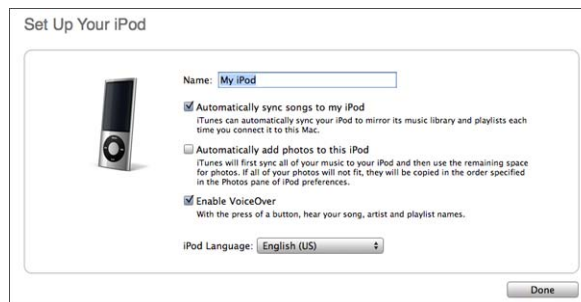 Set Up Your iPod
Name: My iPod
Automatically sync songs to my iPod
iTunes can automatically sync your iPod to mirror its music library and playlists each
time you connect it to this Mac.
Automatically add photos to this iPod
iTunes will first sync all of your music to your iPod and then use the remaining space
for photos. If all of your photos will not fit, they will be copied in the order specified
in the Photos pane of iPod preferences.
Enable VoiceOver
With the press of a button, hear your song, artist and playlist names.
iPod Language: English (US)
Done